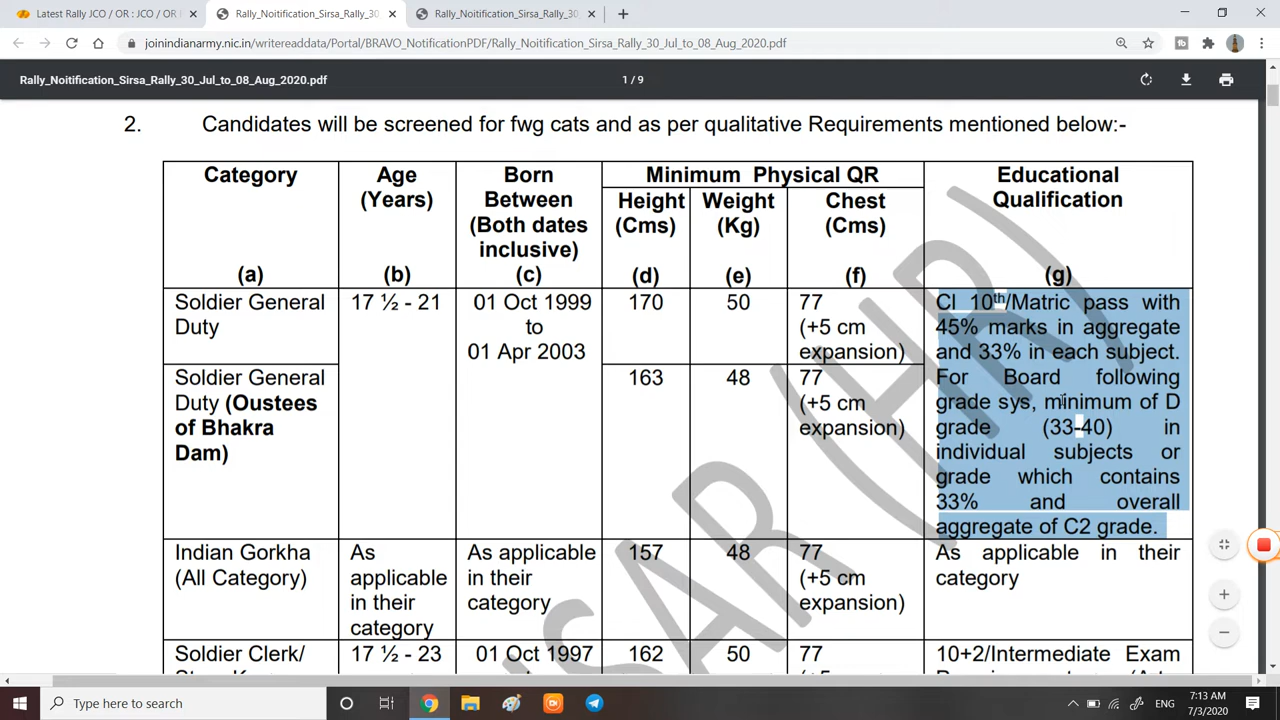 Latest Rally JCO / OR : JCO / OR
Rally_Noitification_Sirsa_Rally_30
Rally_Noitification_Sirsa_Rally_30
joinindianarmy.nic.in/writereaddata/Portal/BRAVO_NotificationPDF/Rally_Noitification_Sirsa_Rally_30_Jul_to_08_Aug_2020.pdf
Rally_Noitification_Sirsa_Rally_30_Jul_to_08_Aug_2020.pdf
1 / 9
2. Candidates will be screened for fwg cats and as per qualitative Requirements mentioned below:-
Category
(a)
Age
(Years)
(b)
Born
Between
(Both dates
inclusive)
(c)
Minimum Physical QR
Height
(Cms)
(d)
Weight
(Kg)
(e)
Chest
(Cms)
(f)
Educational
Qualification
(g)
Soldier General
Duty
17 ½ - 21
01 Oct 1999
to
01 Apr 2003
170
50
77
(+5 cm
expansion)
Cl 10th/Matric pass with
45% marks in aggregate
and 33% in each subject.
For Board following
grade sys, minimum of D
grade (33-40) in
individual subjects or
grade which contains
33% and overall
aggregate of C2 grade.
Soldier General
Duty (Oustees
of Bhakra
Dam)
163
48
77
(+5 cm
expansion)
Indian Gorkha
(All Category)
As
applicable
in their
category
As applicable
in their
category
157
48
77
(+5 cm
expansion)
As applicable in their
category
Soldier Clerk/
17 ½ - 23
01 Oct 1997
162
50
77
10+2/Intermediate Exam
SAR (HR)
Type here to search
ENG
7:13 AM
7/3/2020